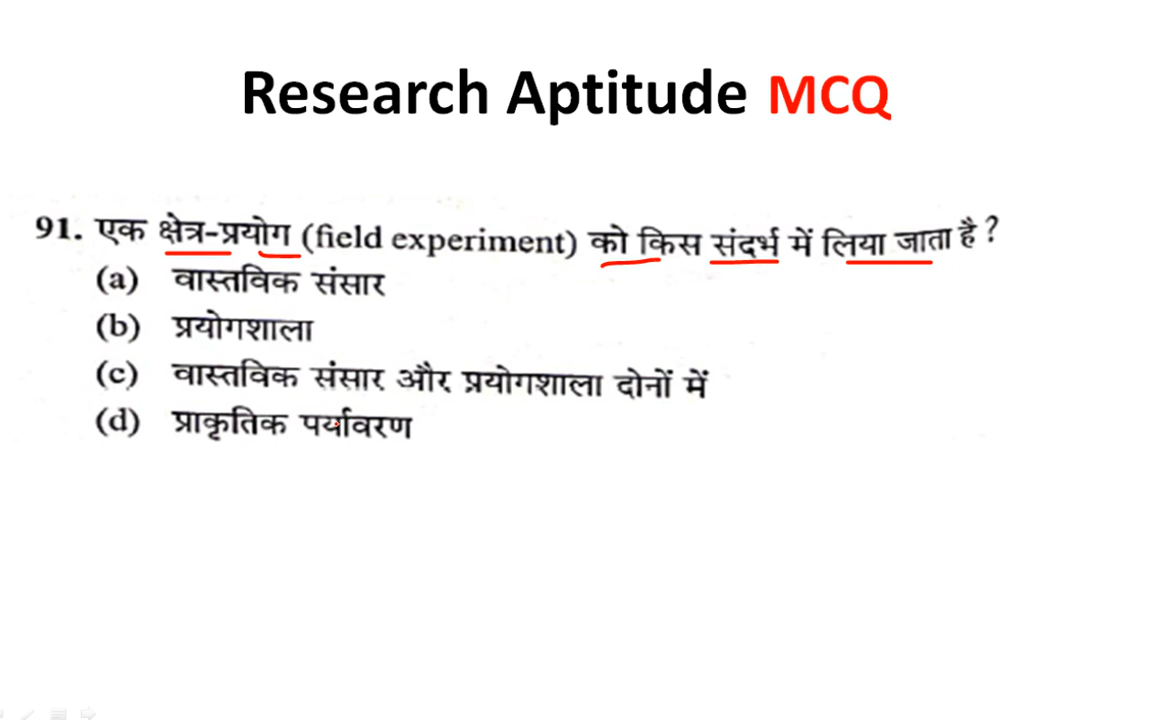 Research Aptitude MCQ
91. एक क्षेत्र-प्रयोग (field experiment) को किस संदर्भ में लिया जाता है ?
(a) वास्तविक संसार
(b) प्रयोगशाला
(c) वास्तविक संसार और प्रयोगशाला दोनों में
(d) प्राकृतिक पर्यावरण